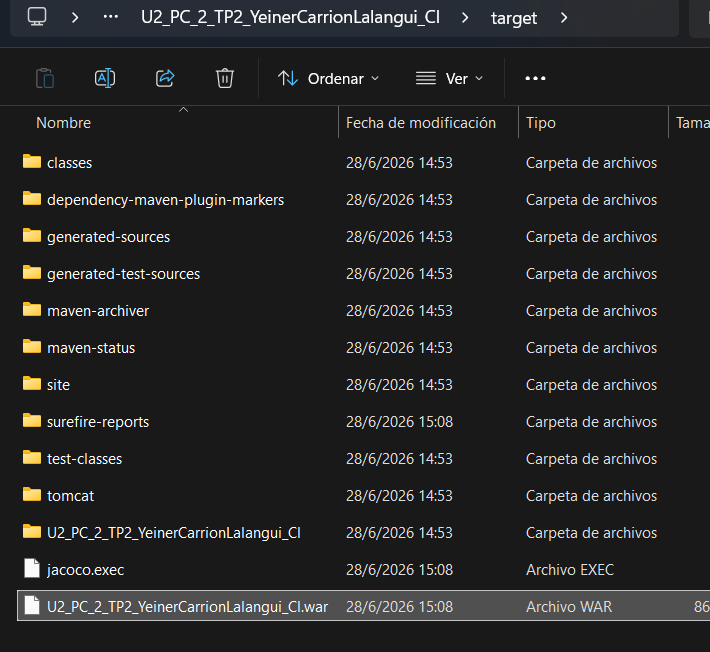 U2_PC_2_TP2_YeinerCarrionLalangui_CI > target >
Ordenar Ver
Nombre Fecha de modificación Tipo Tama
classes 28/6/2026 14:53 Carpeta de archivos
dependency-maven-plugin-markers 28/6/2026 14:53 Carpeta de archivos
generated-sources 28/6/2026 14:53 Carpeta de archivos
generated-test-sources 28/6/2026 14:53 Carpeta de archivos
maven-archiver 28/6/2026 14:53 Carpeta de archivos
maven-status 28/6/2026 14:53 Carpeta de archivos
site 28/6/2026 14:53 Carpeta de archivos
surefire-reports 28/6/2026 15:08 Carpeta de archivos
test-classes 28/6/2026 14:53 Carpeta de archivos
tomcat 28/6/2026 14:53 Carpeta de archivos
U2_PC_2_TP2_YeinerCarrionLalangui_CI 28/6/2026 14:53 Carpeta de archivos
jacoco.exec 28/6/2026 15:08 Archivo EXEC
U2_PC_2_TP2_YeinerCarrionLalangui_CI.war 28/6/2026 15:08 Archivo WAR 86